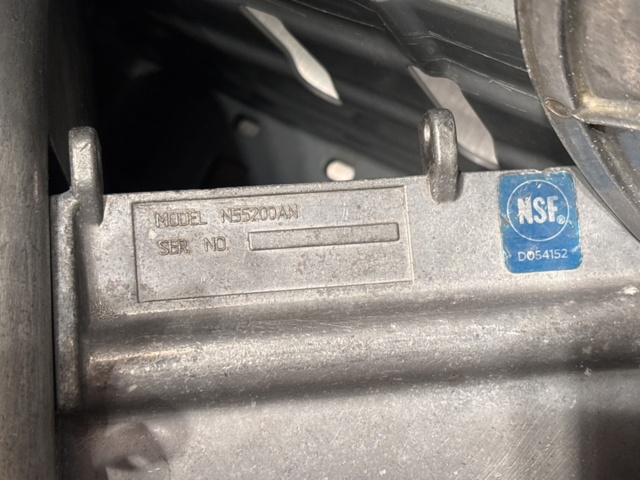 MODEL N55200AN
SER. NO.
NSF®
D054152